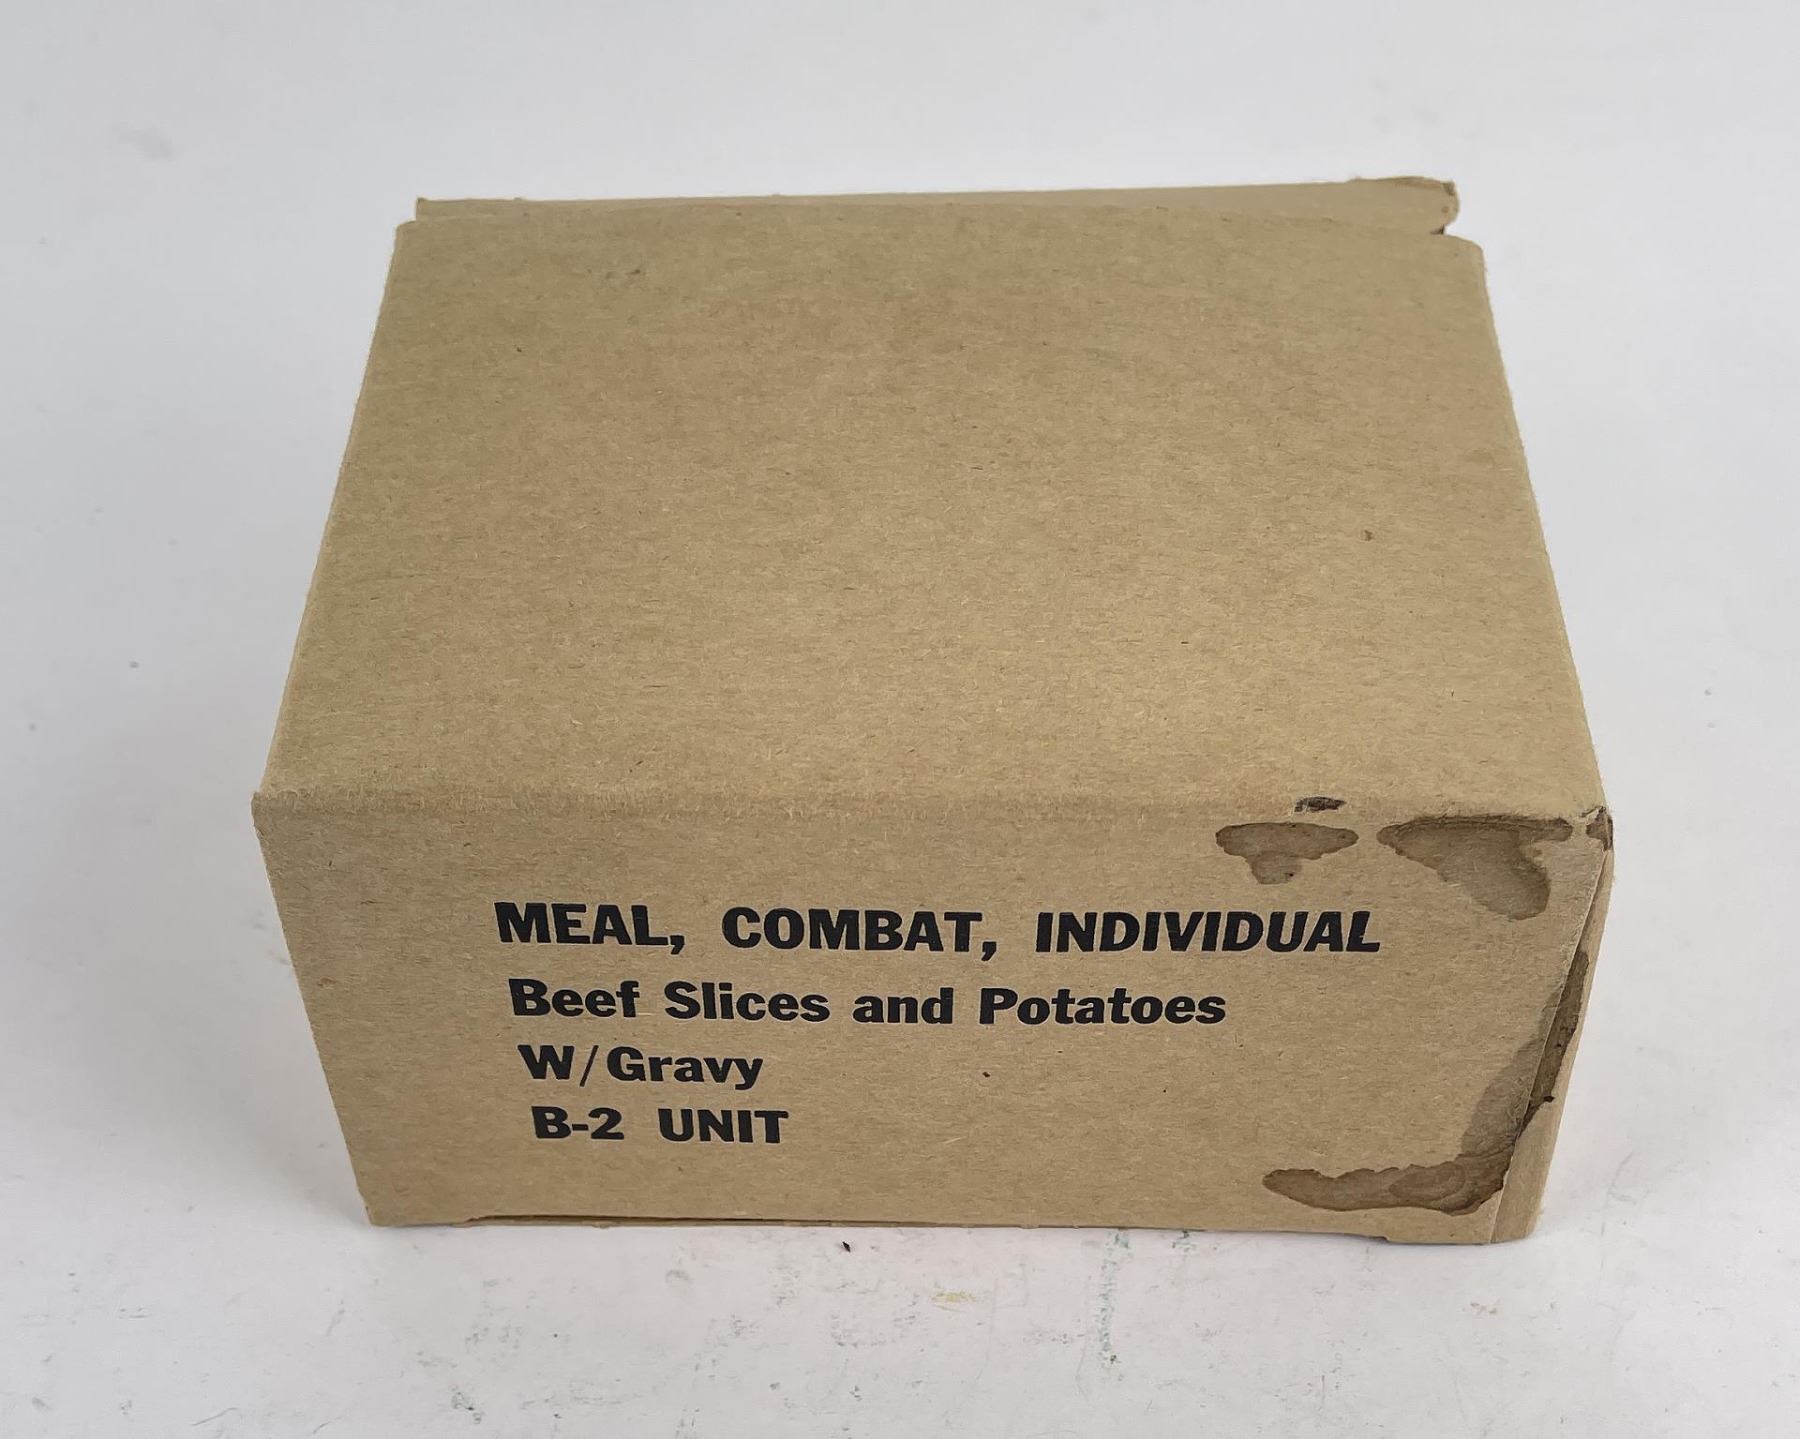 MEAL, COMBAT, INDIVIDUAL
Beef Slices and Potatoes
W/Gravy
B-2 UNIT